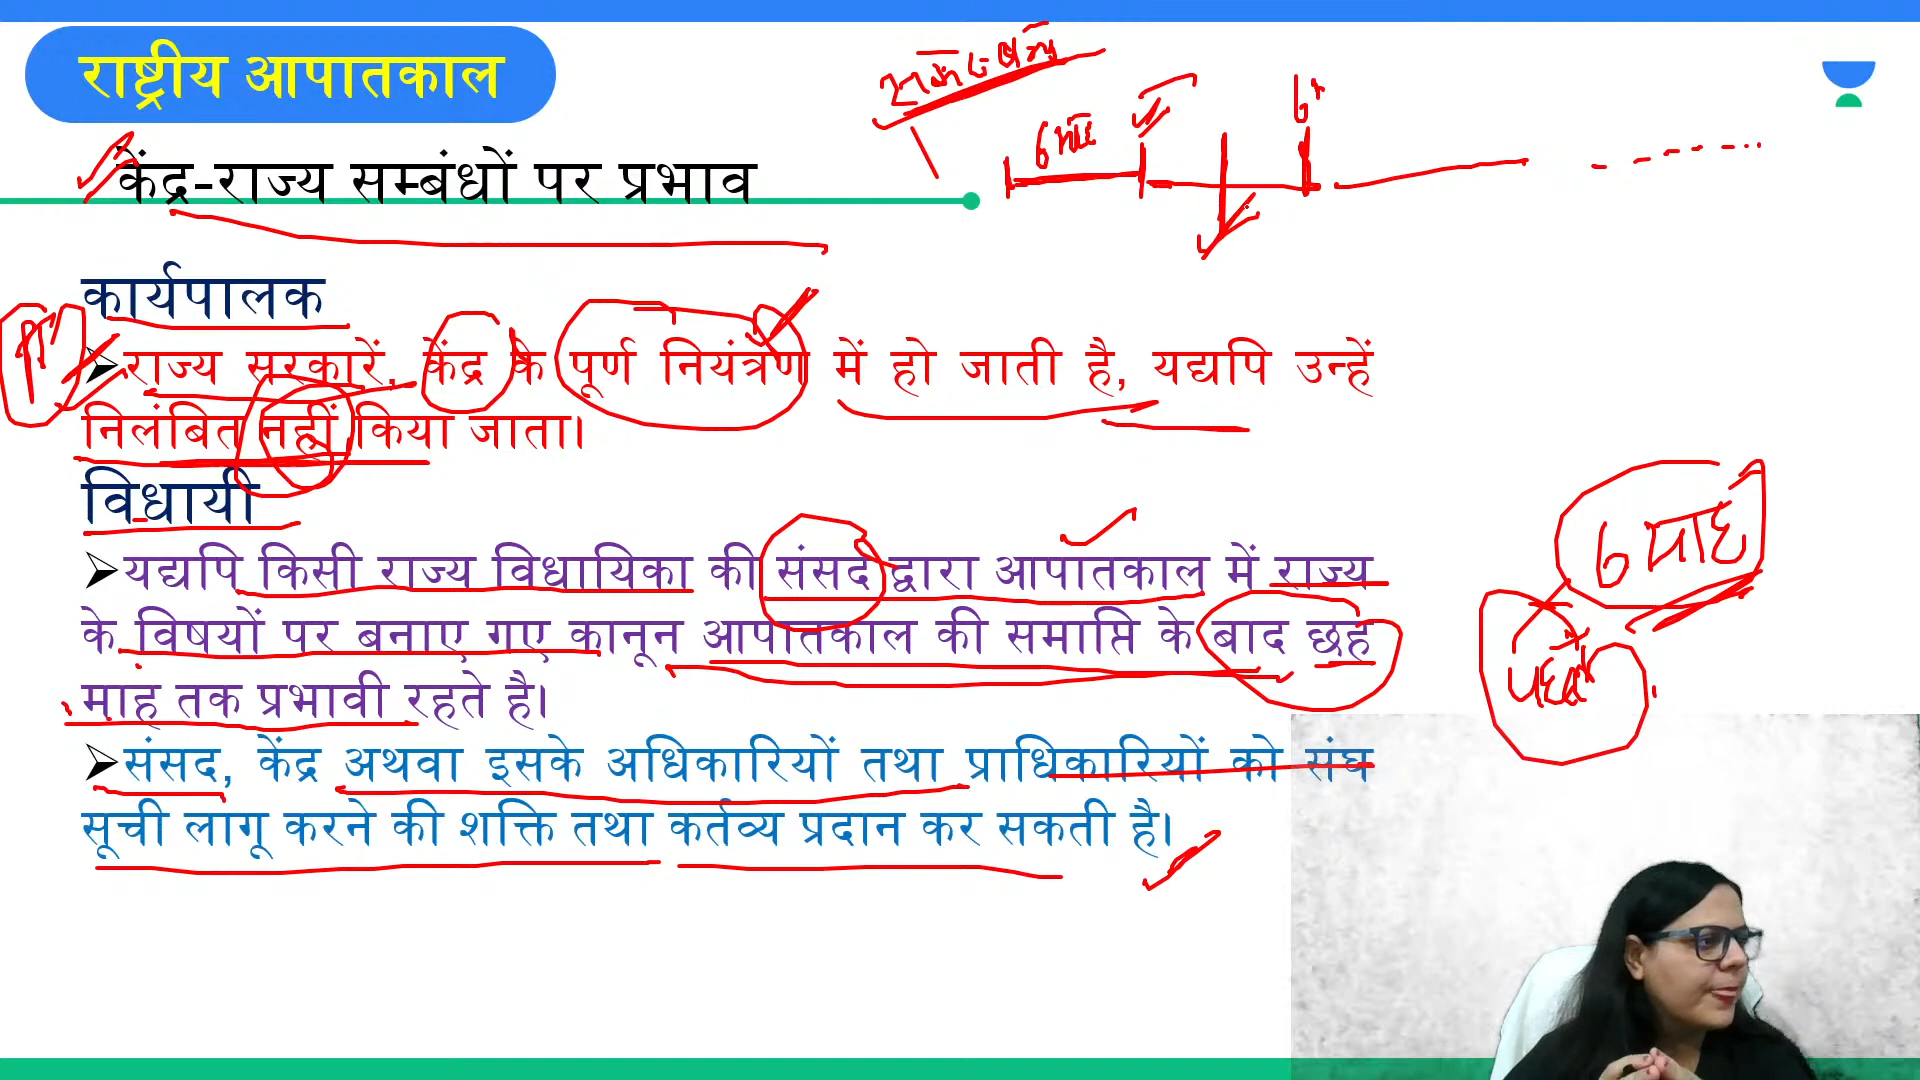 राष्ट्रीय आपातकाल
केंद्र-राज्य सम्बंधों पर प्रभाव
6 माह
6+
कार्यपालक
➢राज्य सरकारें, केंद्र के पूर्ण नियंत्रण में हो जाती है, यद्यपि उन्हें
निलंबित नहीं किया जाता।
विधायी
➢यद्यपि किसी राज्य विधायिका की संसद द्वारा आपातकाल में राज्य
के विषयों पर बनाए गए कानून आपातकाल की समाप्ति के बाद छह
माह तक प्रभावी रहते है।
6 माह
➢संसद, केंद्र अथवा इसके अधिकारियों तथा प्राधिकारियों को संघ
सूची लागू करने की शक्ति तथा कर्तव्य प्रदान कर सकती है।